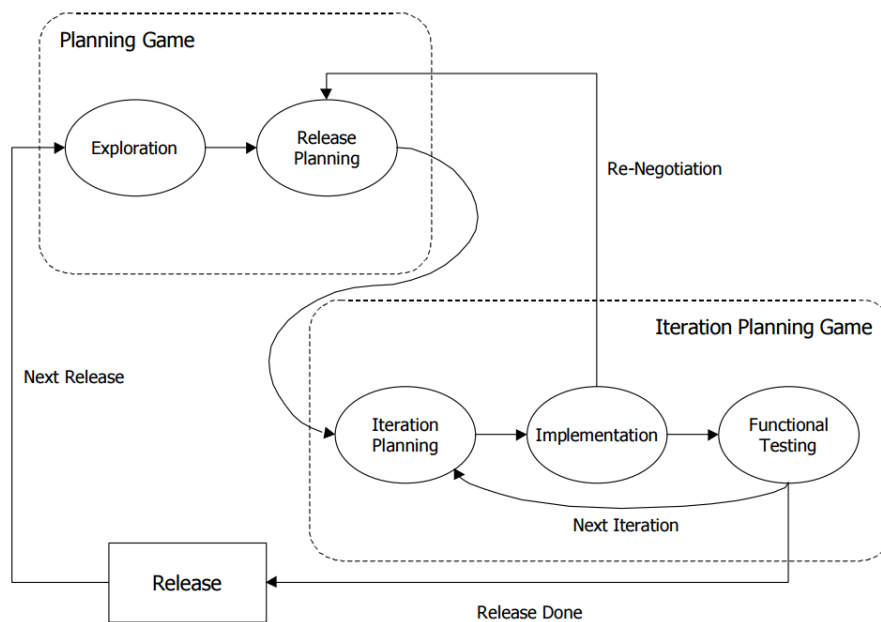 Planning Game
Exploration
Release
Planning
Re-Negotiation
Iteration Planning Game
Next Release
Iteration
Planning
Implementation
Functional
Testing
Next Iteration
Release
Release Done